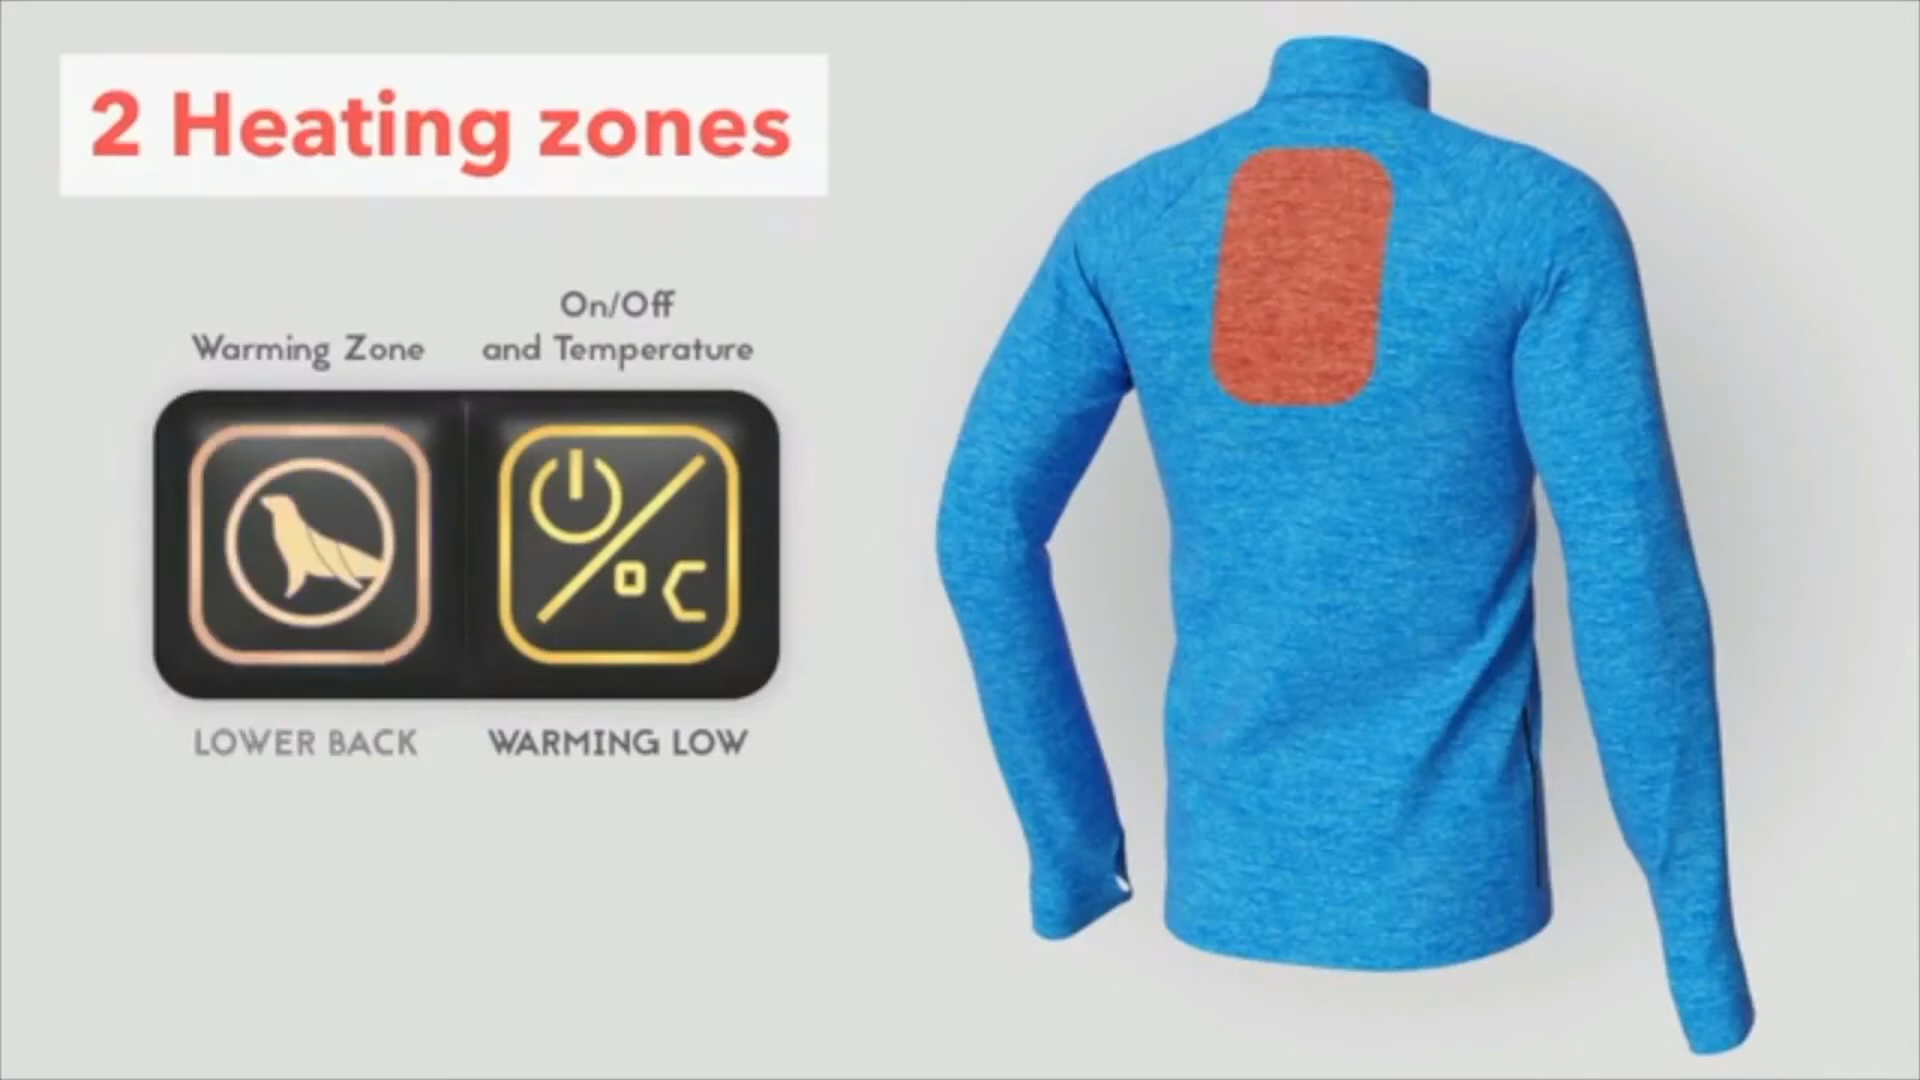 2 Heating zones
On/Off
Warming Zone
and Temperature
°C
LOWER BACK
WARMING LOW